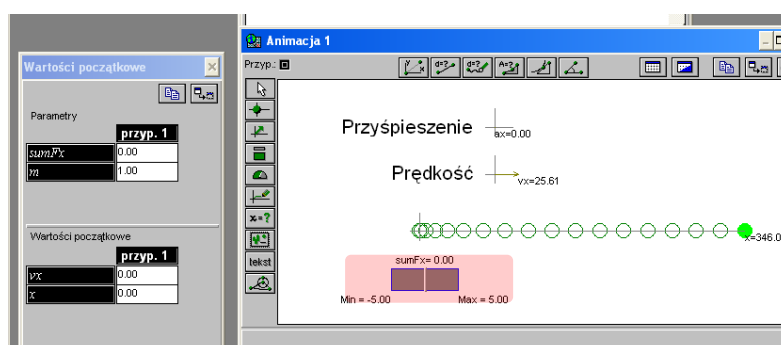 Animacja 1
Wartości początkowe
Przyp.:
Parametry
przyp. 1
sumFx 0.00
m 1.00
Wartości początkowe
przyp. 1
vx 0.00
x 0.00
x=?
tekst
Przyśpieszenie
ax=0.00
Prędkość
vx=25.61
x=346.0
sumFx= 0.00
Min = -5.00 Max = 5.00